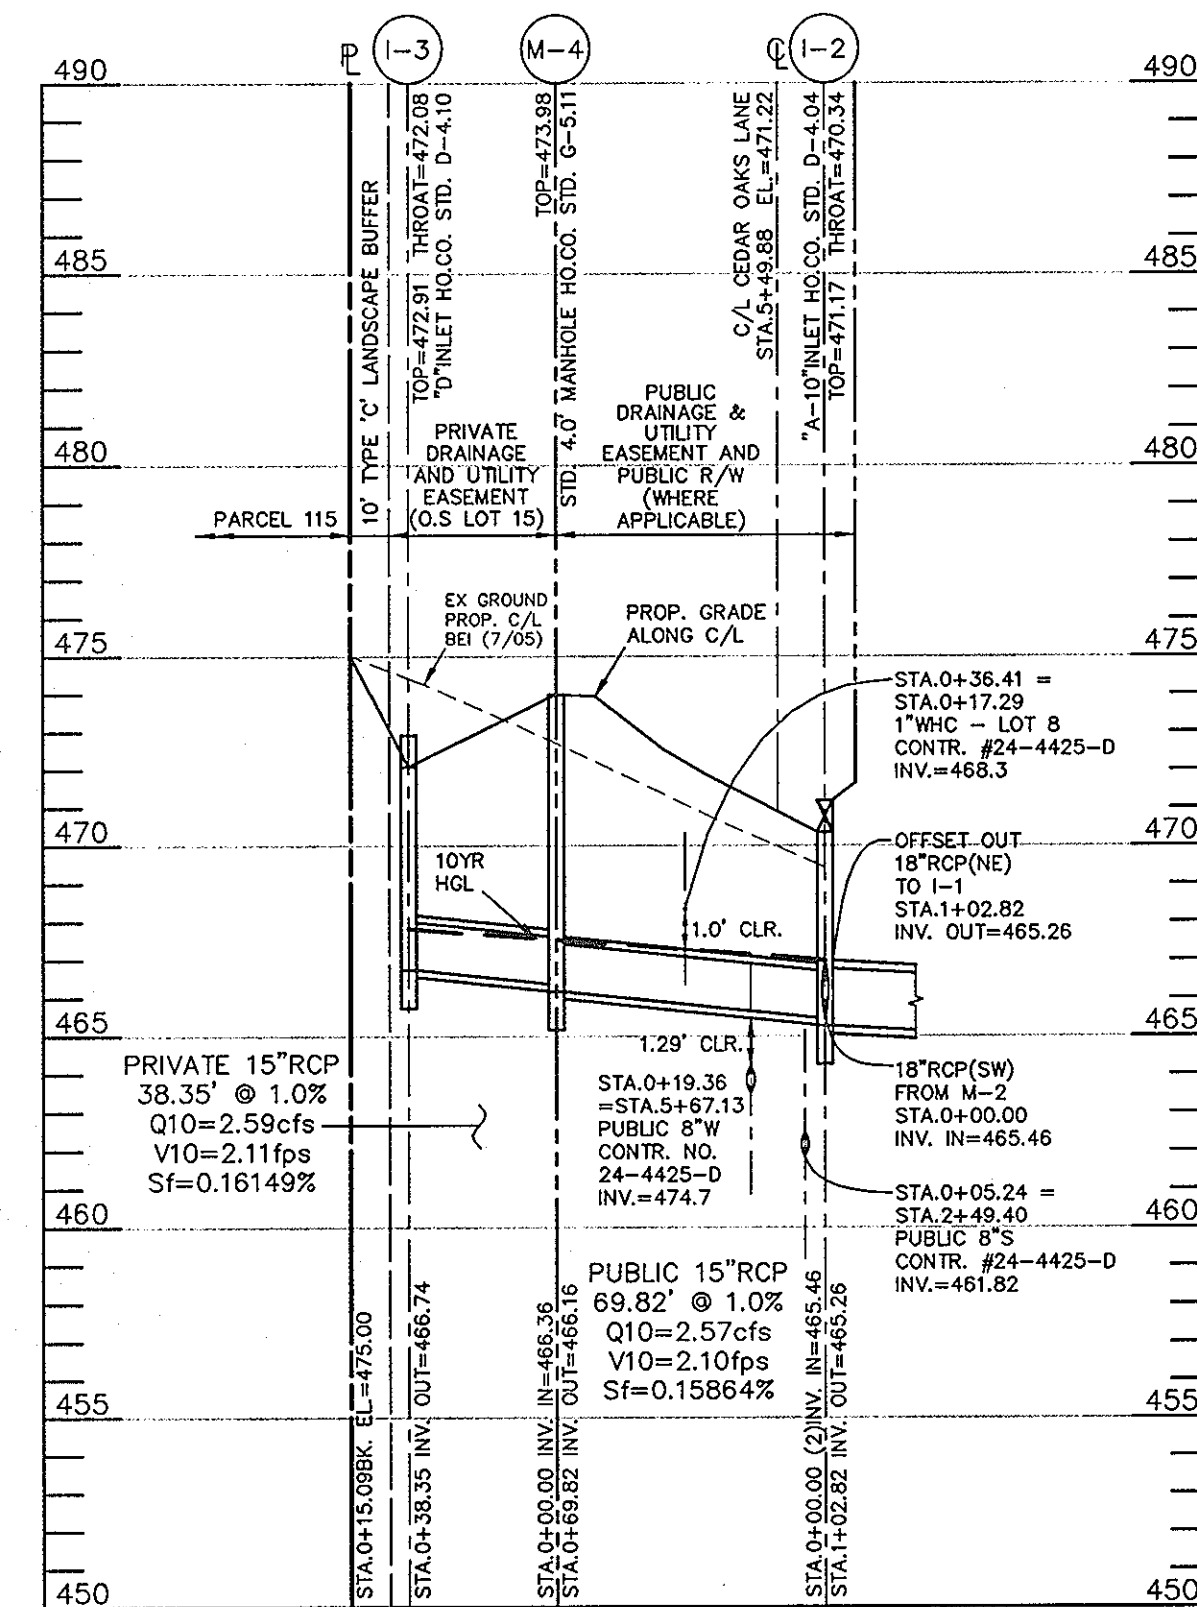 PL
I-3
M-4
CL
I-2
490
490
10' TYPE 'C' LANDSCAPE BUFFER
TOP=472.91 THROAT=472.08
"D"INLET HO.CO. STD. D-4.10
TOP=473.98
STD. 4.0' MANHOLE HO.CO. STD. G-5.11
C/L CEDAR OAKS LANE
STA.5+49.88 EL.=471.22
"A-10"INLET HO.CO. STD. D-4.04
TOP=471.17 THROAT=470.34
485
485
PRIVATE
DRAINAGE
AND UTILITY
EASEMENT
(O.S LOT 15)
PUBLIC
DRAINAGE &
UTILITY
EASEMENT AND
PUBLIC R/W
(WHERE
APPLICABLE)
480
480
PARCEL 115
EX GROUND
PROP. C/L
BEI (7/05)
PROP. GRADE
ALONG C/L
475
475
STA.0+36.41 =
STA.0+17.29
1"WHC - LOT 8
CONTR. #24-4425-D
INV.=468.3
470
470
10YR
HGL
1.0' CLR.
OFFSET OUT
18"RCP(NE)
TO I-1
STA.1+02.82
INV. OUT=465.26
465
465
PRIVATE 15"RCP
38.35' @ 1.0%
Q10=2.59cfs
V10=2.11fps
Sf=0.16149%
1.29' CLR.
STA.0+19.36
=STA.5+67.13
PUBLIC 8"W
CONTR. NO.
24-4425-D
INV.=474.7
18"RCP(SW)
FROM M-2
STA.0+00.00
INV. IN=465.46
STA.0+05.24 =
STA.2+49.40
PUBLIC 8"S
CONTR. #24-4425-D
INV.=461.82
460
460
PUBLIC 15"RCP
69.82' @ 1.0%
Q10=2.57cfs
V10=2.10fps
Sf=0.15864%
455
455
STA.0+15.09BK. EL=475.00
STA.0+38.35 INV. OUT=466.74
STA.0+00.00 INV. IN=466.36
STA.0+69.82 INV. OUT=466.16
STA.0+00.00 (2)INV. IN=465.46
STA.1+02.82 INV. OUT=465.26
450
450